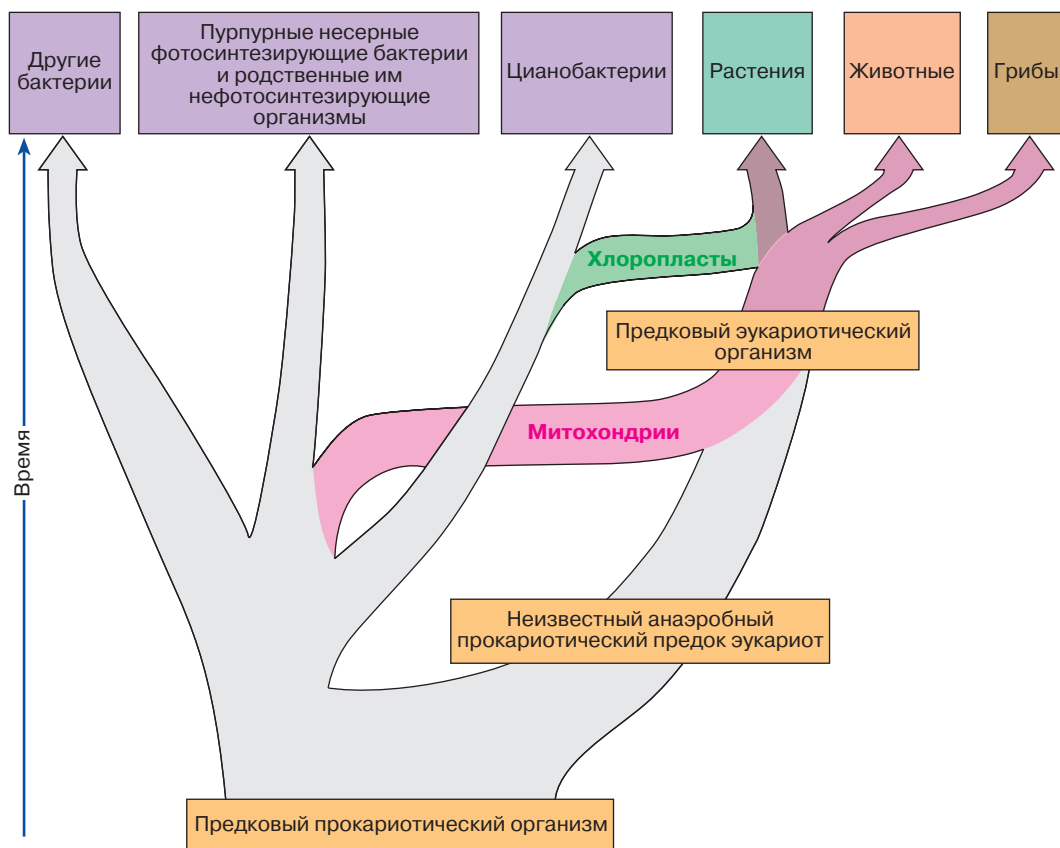 Другие
бактерии
Пурпурные несерные
фотосинтезирующие бактерии
и родственные им
нефотосинтезирующие
организмы
Цианобактерии
Растения
Животные
Грибы
Хлоропласты
Предковый эукариотический
организм
Митохондрии
Время
Неизвестный анаэробный
прокариотический предок эукариот
Предковый прокариотический организм